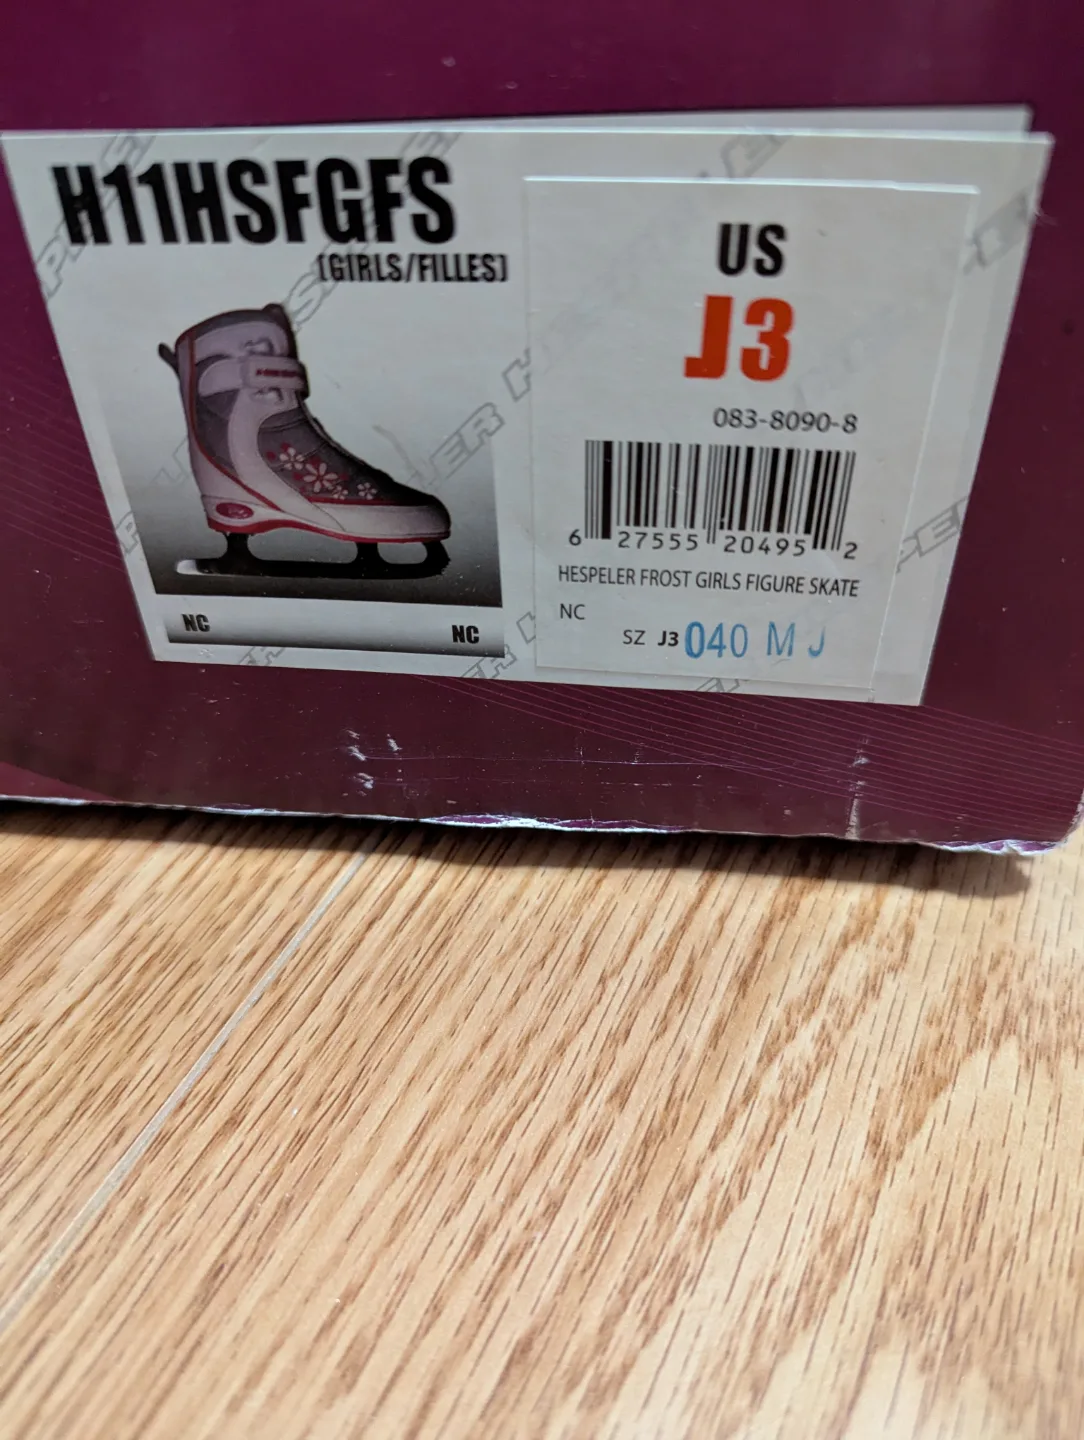 H11HSFGFS
(GIRLS/FILLES)
NC
NC
US
J3
083-8090-8
6 27555 20495 2
HESPELER FROST GIRLS FIGURE SKATE
NC
SZ J3 040 M J